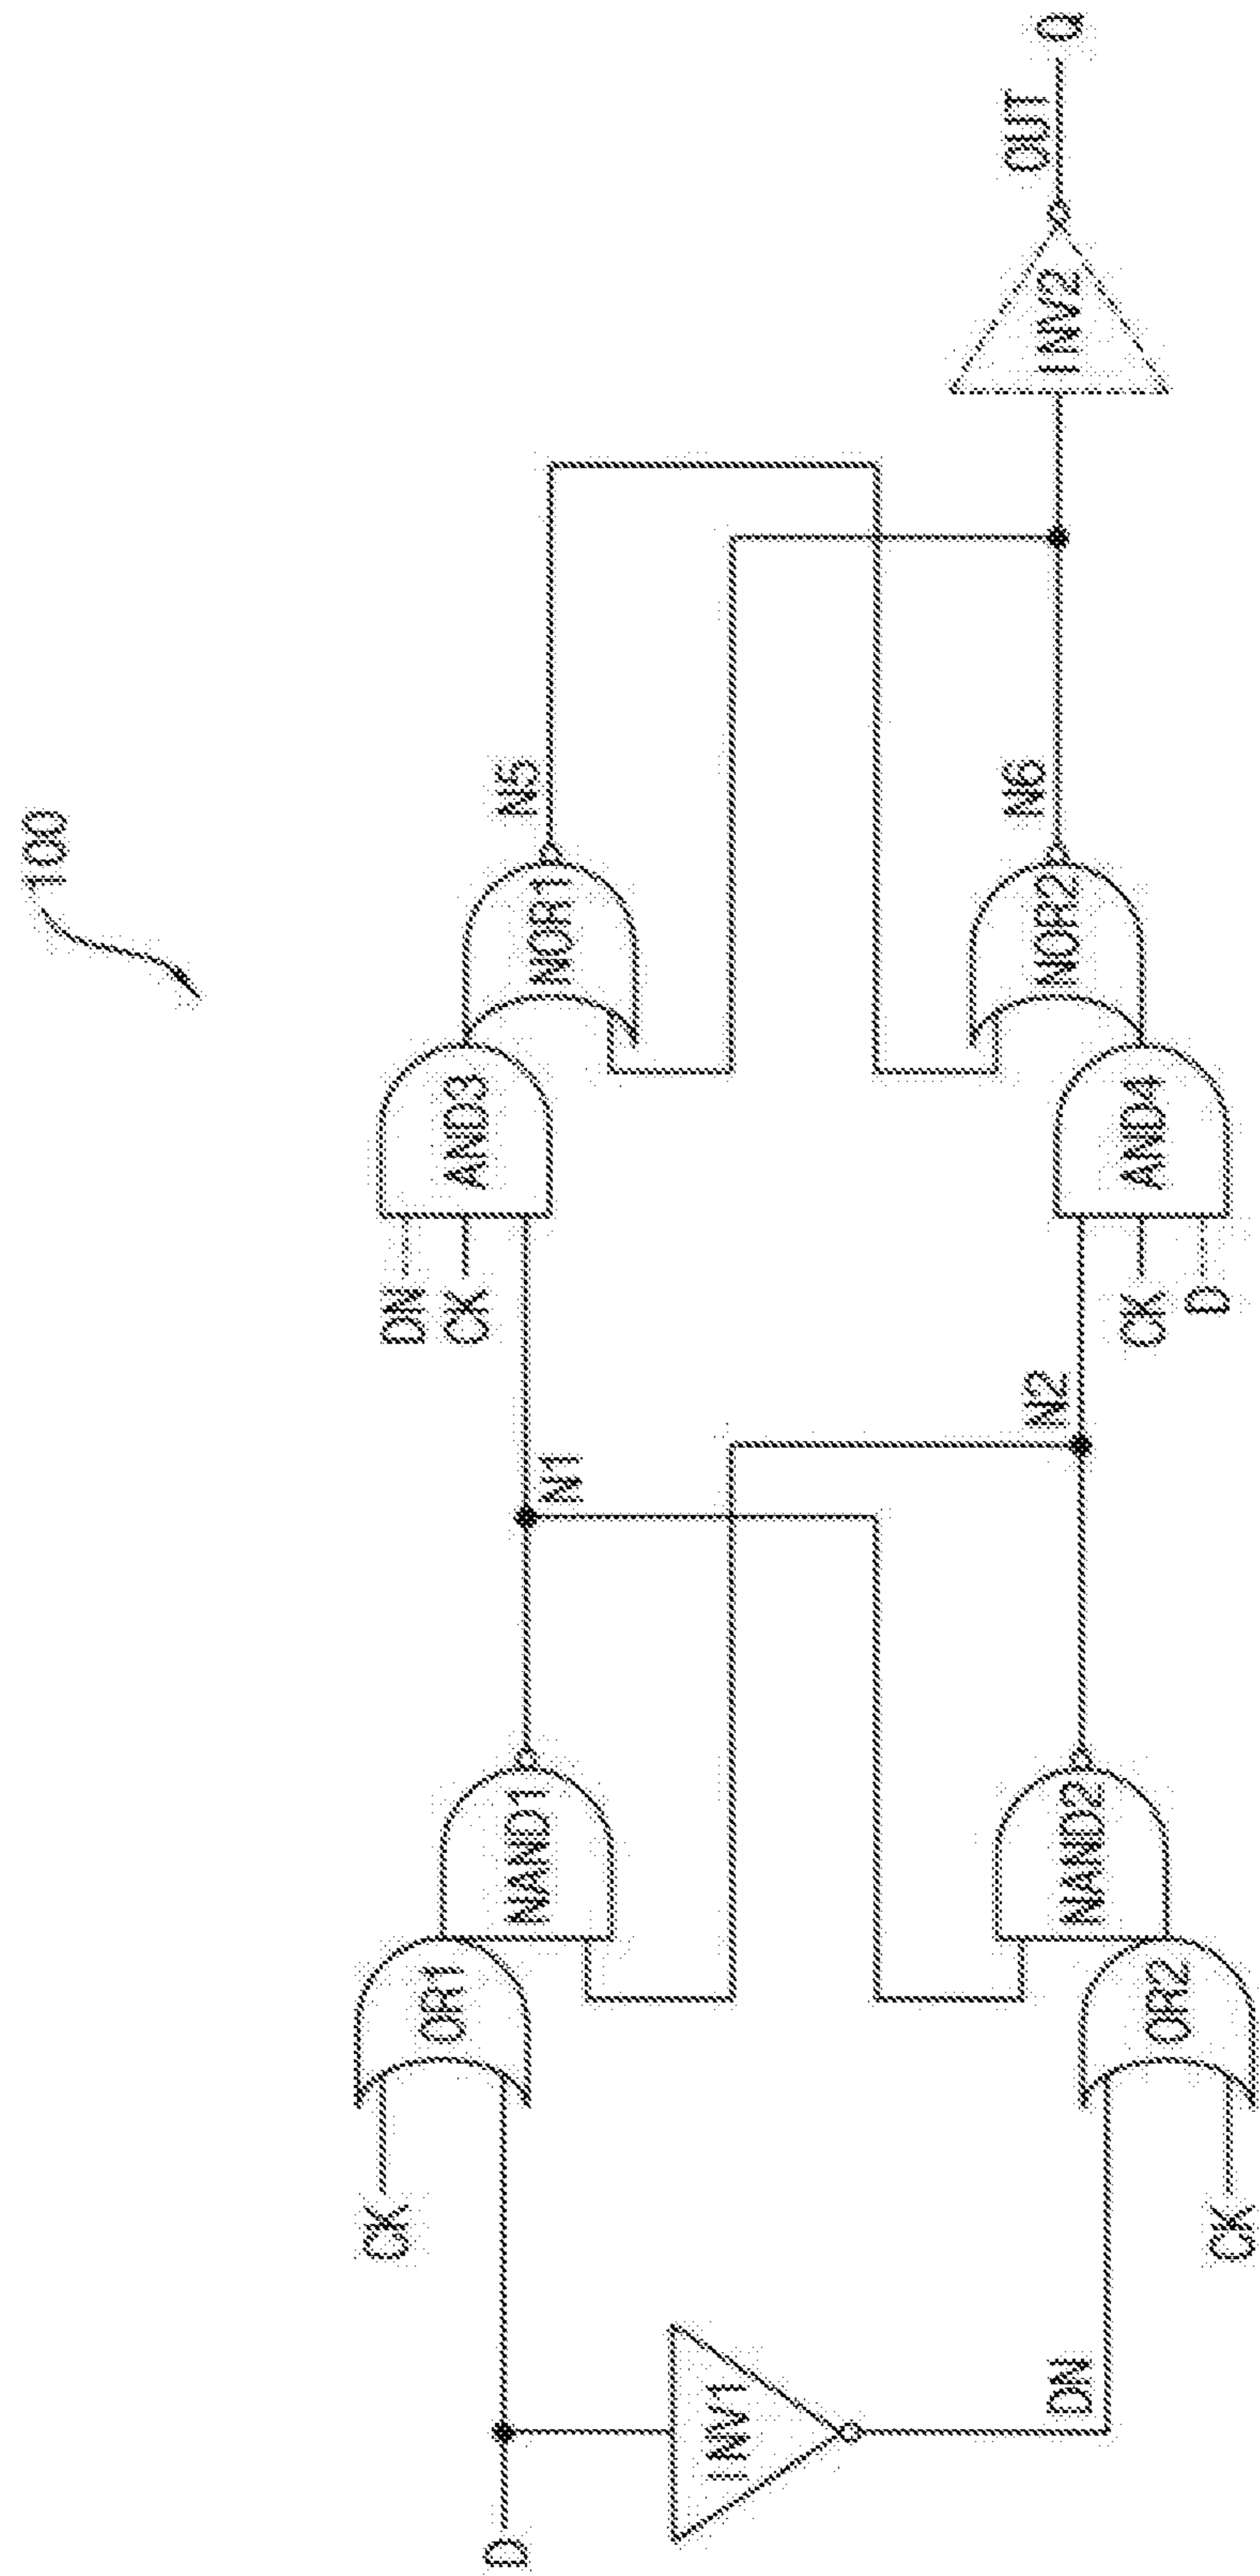 100
D
INV1
DN
CK
OR1
NAND1
N1
CK
OR2
NAND2
N2
DN
CK
AND3
NOR1
N5
CK
D
AND4
NOR2
N6
INV2
OUT
Q